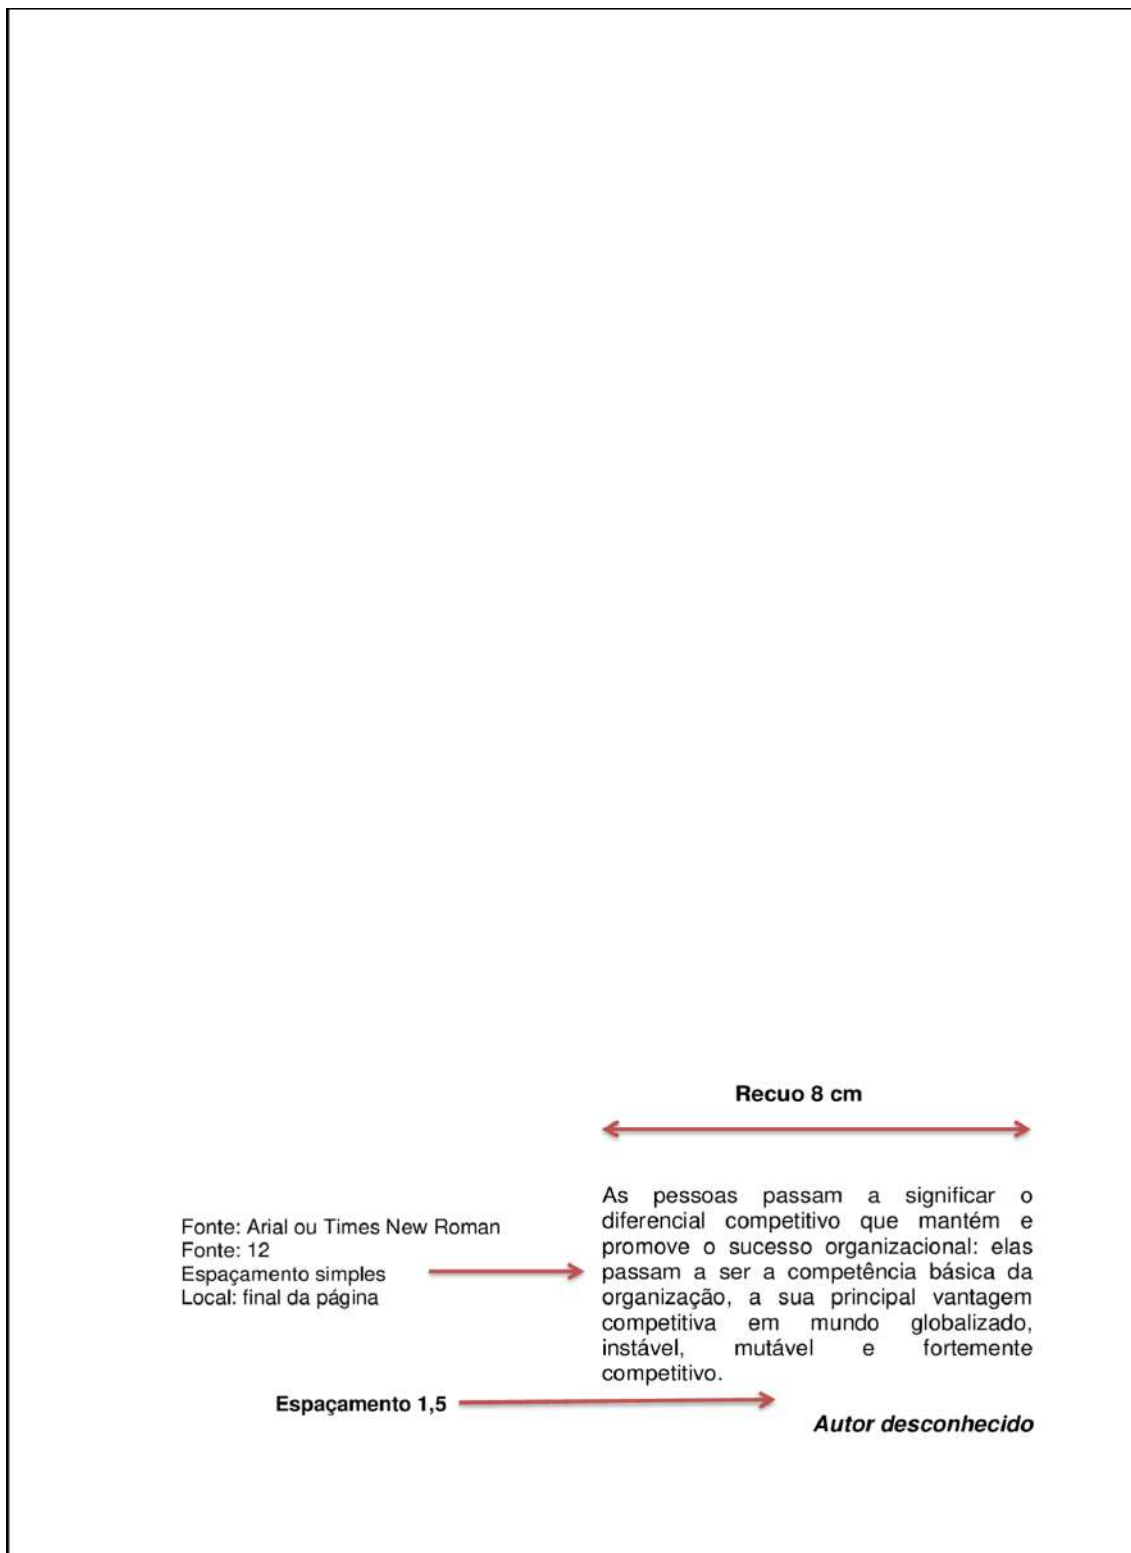 Recuo 8 cm
Fonte: Arial ou Times New Roman
Fonte: 12
Espaçamento simples
Local: final da página
As pessoas passam a significar o
diferencial competitivo que mantém e
promove o sucesso organizacional: elas
passam a ser a competência básica da
organização, a sua principal vantagem
competitiva em mundo globalizado,
instável, mutável e fortemente
competitivo.
Espaçamento 1,5
Autor desconhecido